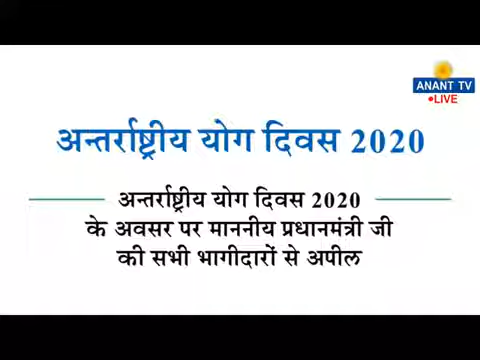 ANANT TV
LIVE
अन्तर्राष्ट्रीय योग दिवस 2020
अन्तर्राष्ट्रीय योग दिवस 2020
के अवसर पर माननीय प्रधानमंत्री जी
की सभी भागीदारों से अपील